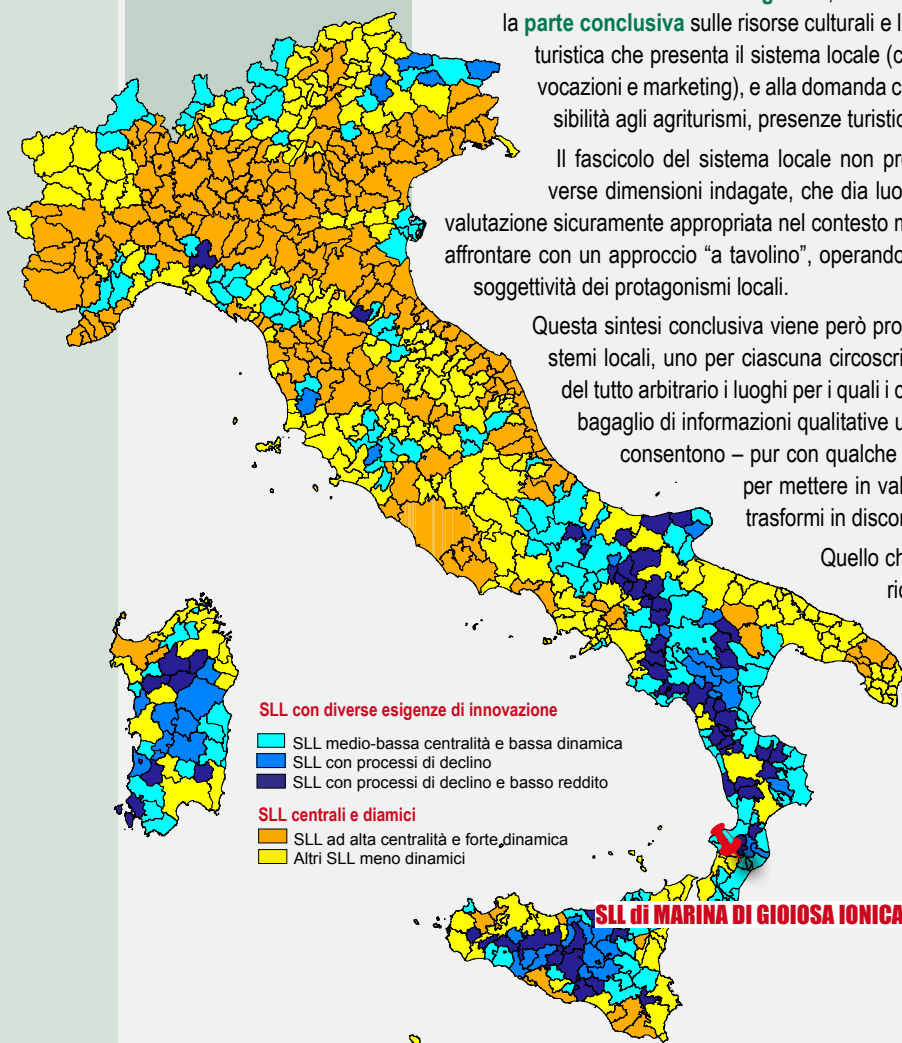 la parte conclusiva sulle risorse culturali e l
turistica che presenta il sistema locale (c
vocazioni e marketing), e alla domanda c
sibilità agli agriturismi, presenze turistic
Il fascicolo del sistema locale non pr
verse dimensioni indagate, che dia luo
valutazione sicuramente appropriata nel contesto n
affrontare con un approccio “a tavolino”, operando
soggettività dei protagonismi locali.
Questa sintesi conclusiva viene però pro
stemi locali, uno per ciascuna circoscri
del tutto arbitrario i luoghi per i quali i d
bagaglio di informazioni qualitative u
consentono – pur con qualche
per mettere in val
trasformi in discor
Quello ch
ric
SLL con diverse esigenze di innovazione
SLL medio-bassa centralità e bassa dinamica
SLL con processi di declino
SLL con processi di declino e basso reddito
SLL centrali e diamici
SLL ad alta centralità e forte dinamica
Altri SLL meno dinamici
SLL di MARINA DI GIOIOSA IONICA